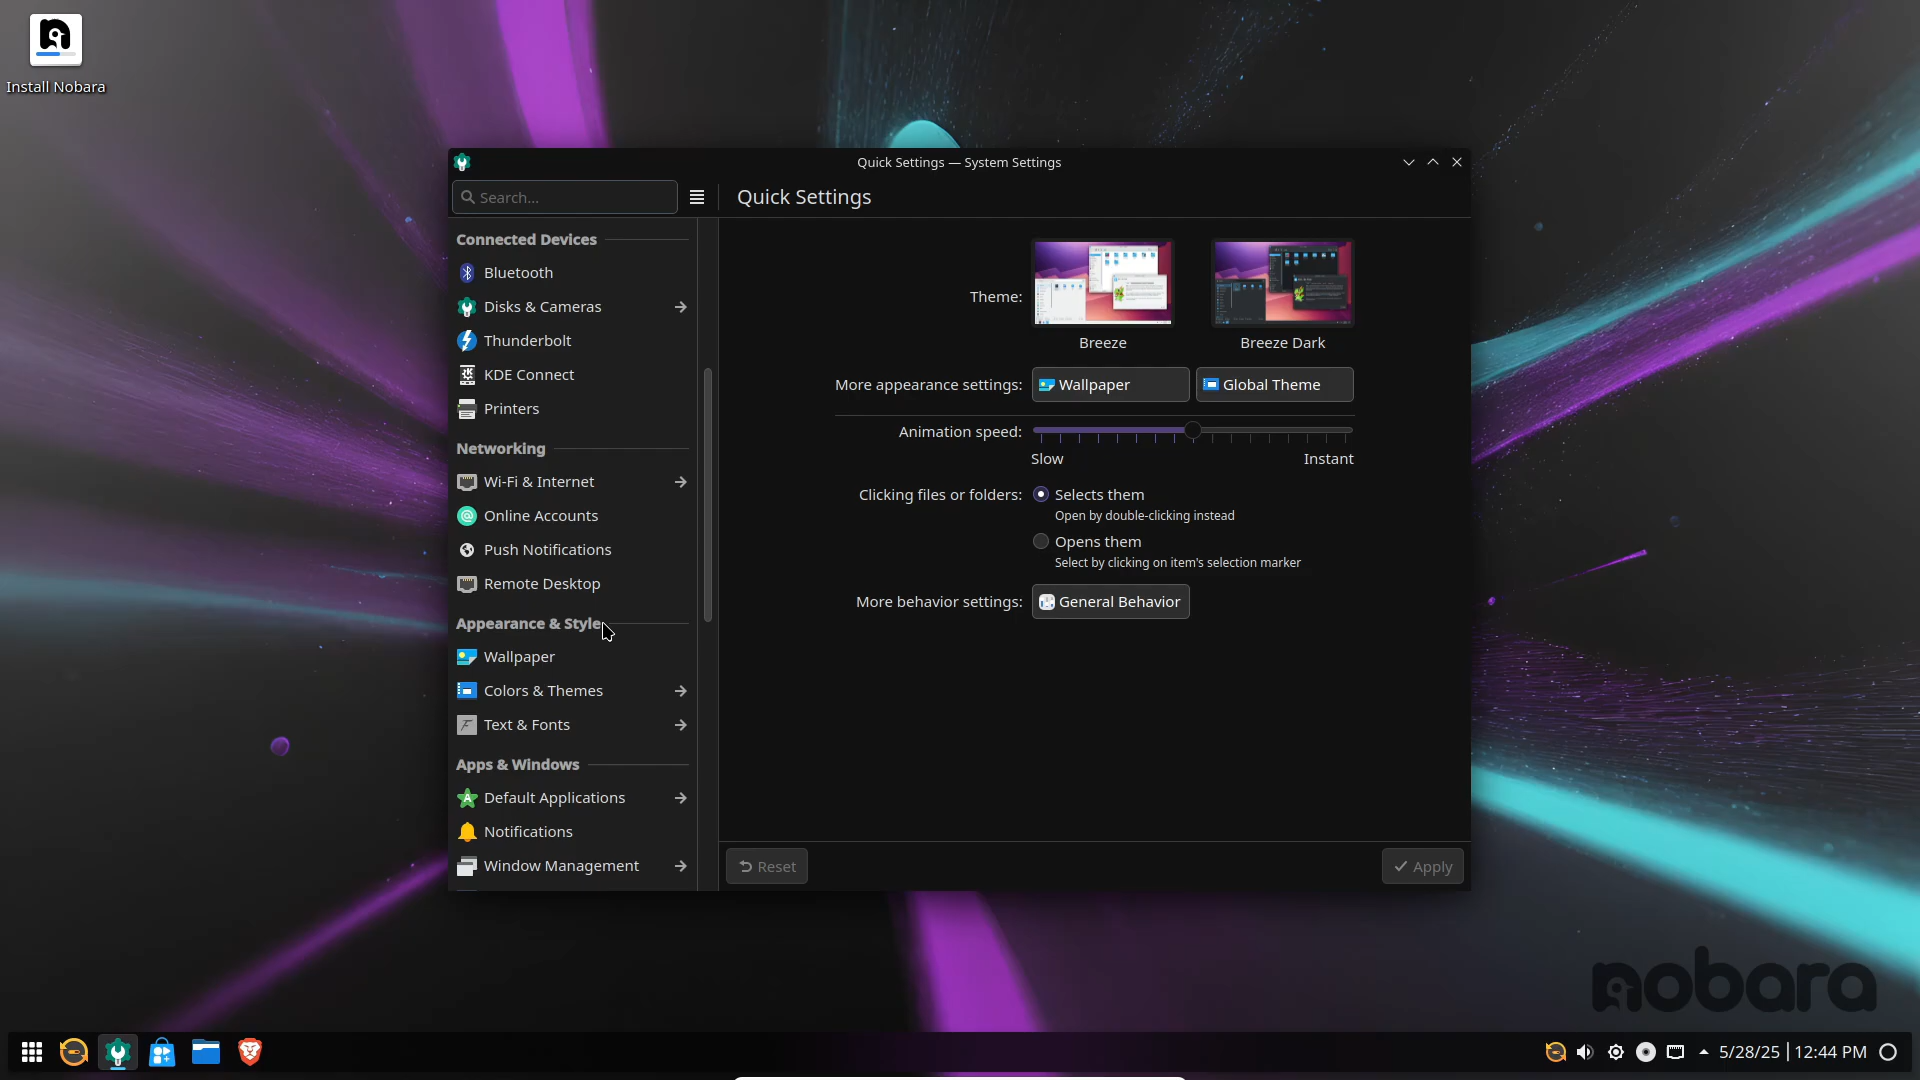 Install Nobara
Quick Settings — System Settings
Search...
Quick Settings
Connected Devices
Bluetooth
Disks & Cameras
Thunderbolt
KDE Connect
Printers
Networking
Wi-Fi & Internet
Online Accounts
Push Notifications
Remote Desktop
Appearance & Style
Wallpaper
Colors & Themes
Text & Fonts
Apps & Windows
Default Applications
Notifications
Window Management
Theme:
Breeze
Breeze Dark
More appearance settings:
Wallpaper
Global Theme
Animation speed:
Slow
Instant
Clicking files or folders:
Selects them
Open by double-clicking instead
Opens them
Select by clicking on item's selection marker
More behavior settings:
General Behavior
Reset
Apply
nobara
5/28/25
12:44 PM